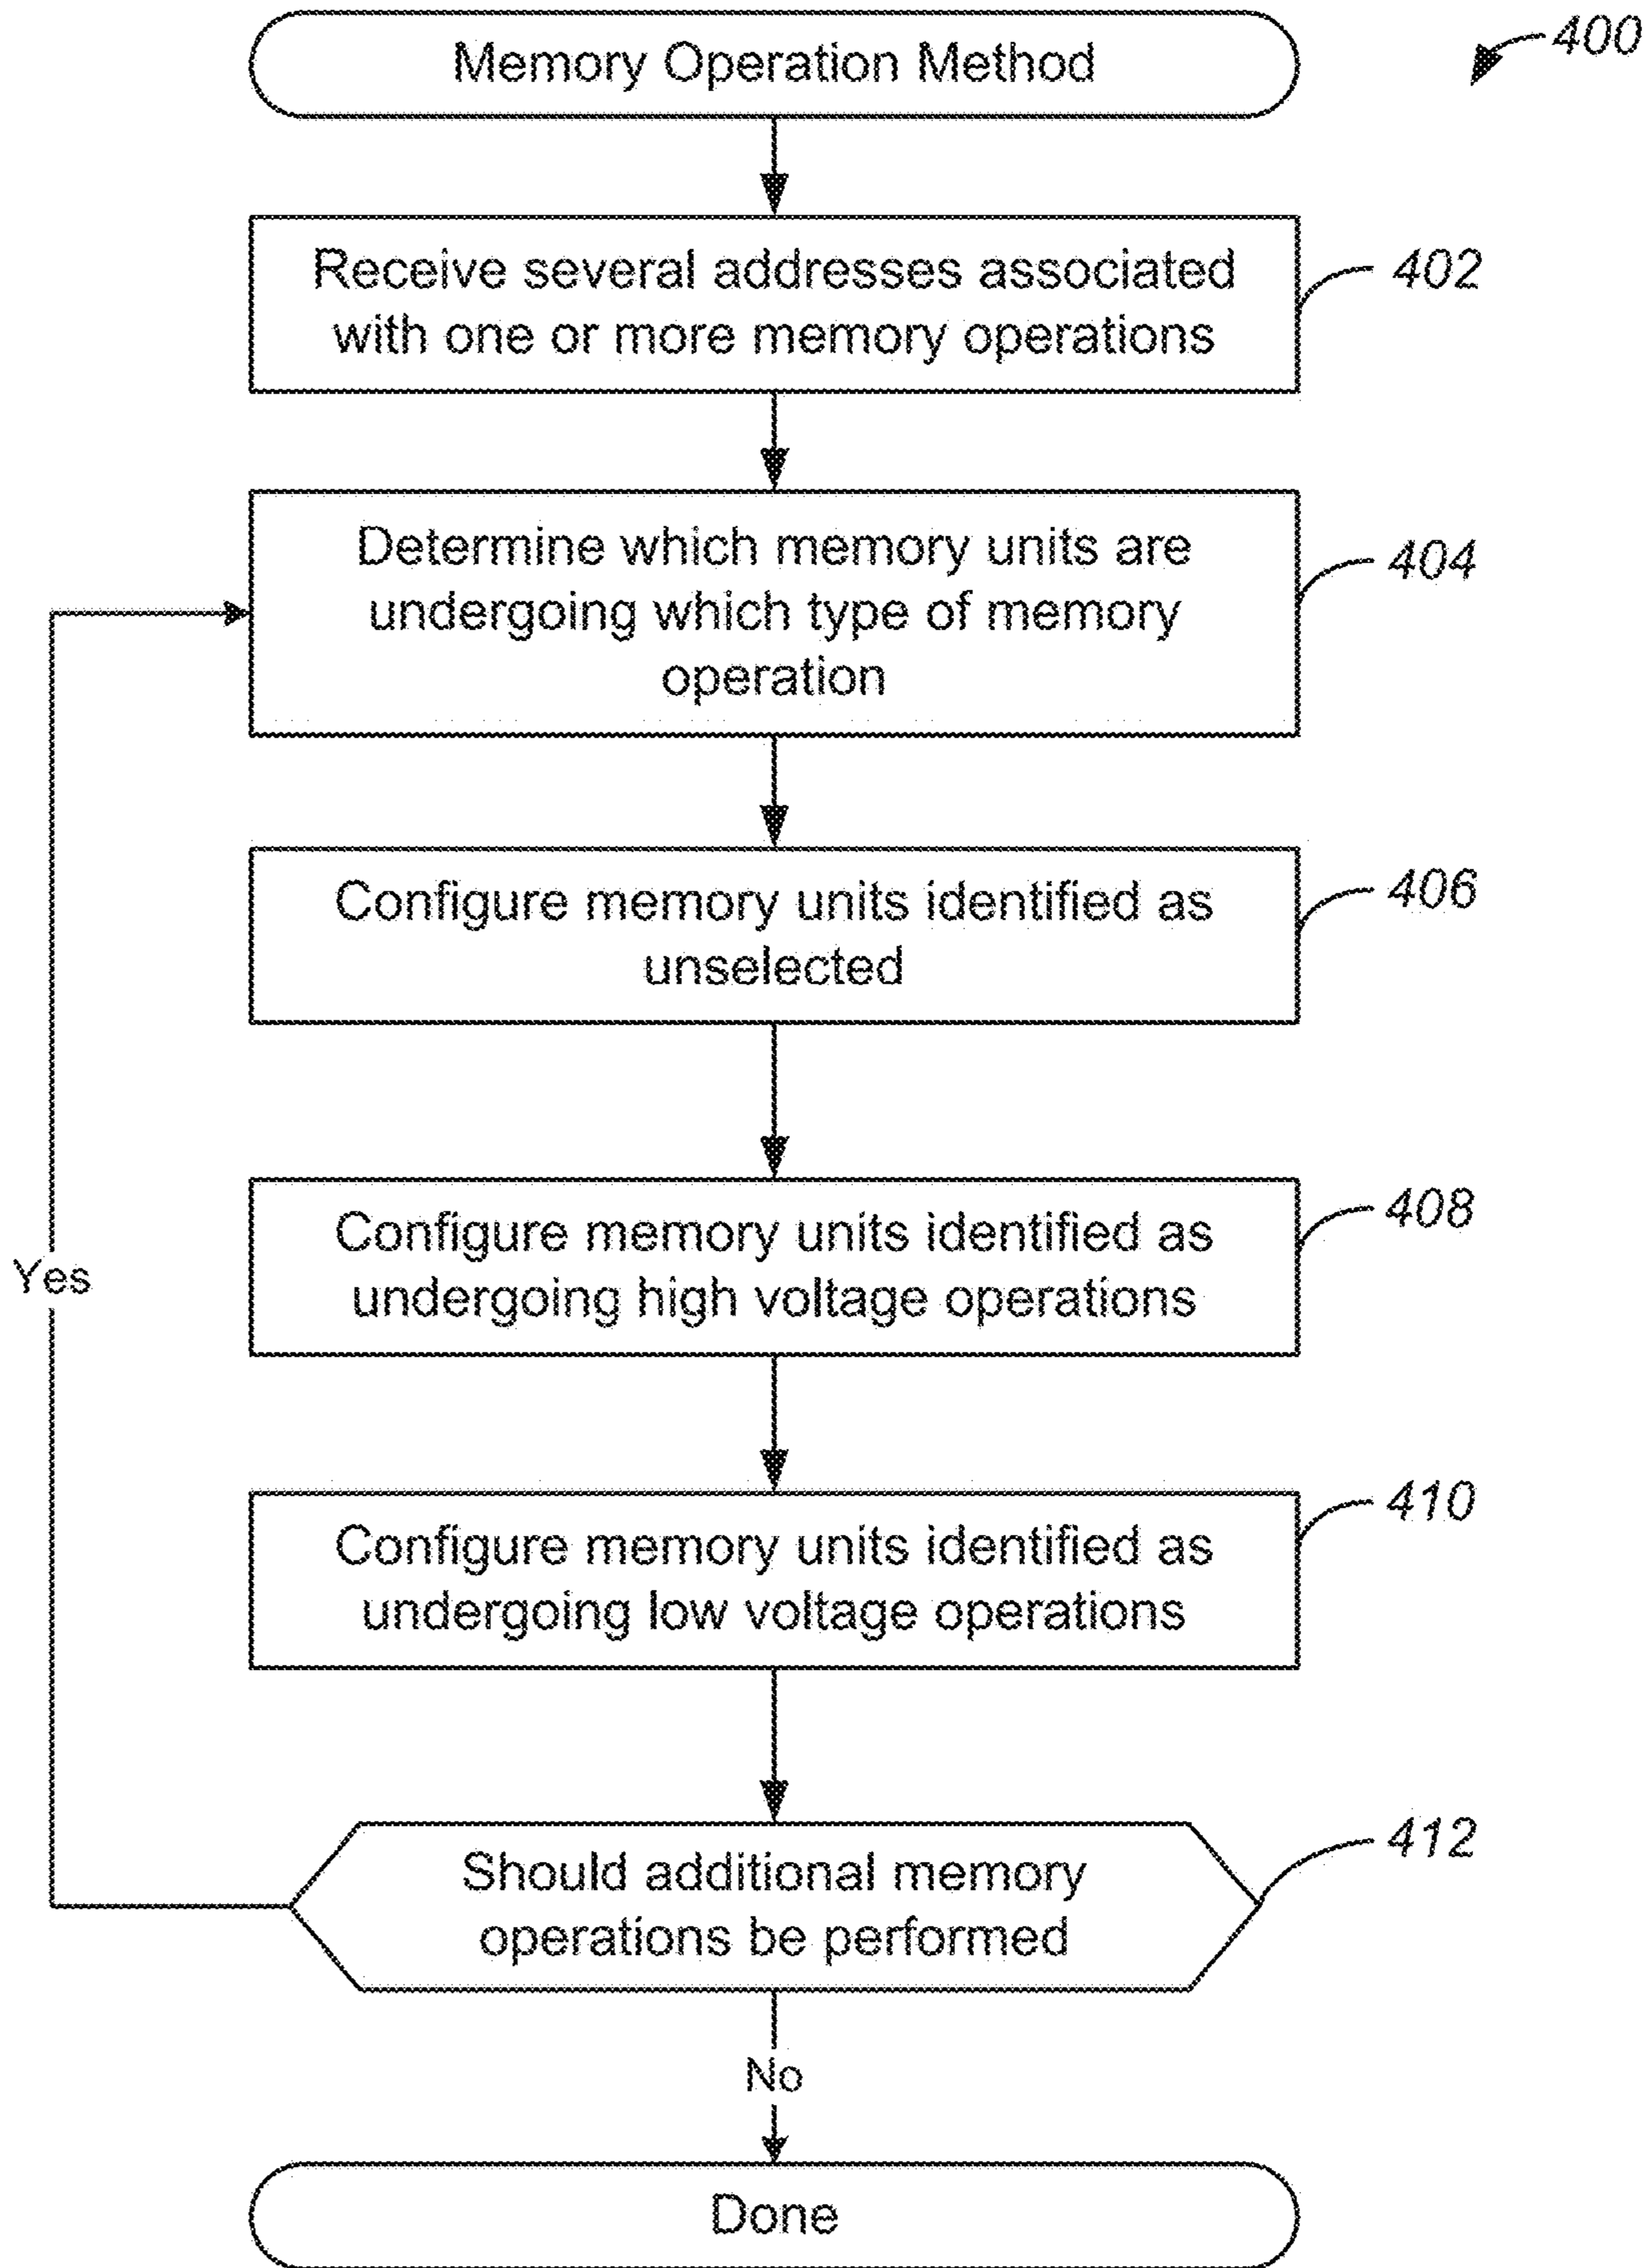 Memory Operation Method
400
Receive several addresses associated
with one or more memory operations
402
Determine which memory units are
undergoing which type of memory
operation
404
Configure memory units identified as
unselected
406
Configure memory units identified as
undergoing high voltage operations
408
Yes
Configure memory units identified as
undergoing low voltage operations
410
Should additional memory
operations be performed
412
No
Done